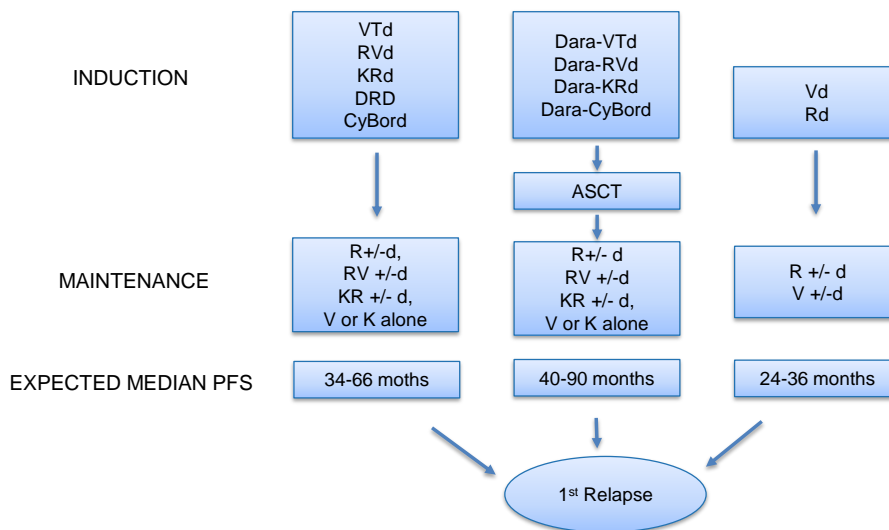 INDUCTION
VTd
RVd
KRd
DRD
CyBord
Dara-VTd
Dara-RVd
Dara-KRd
Dara-CyBord
Vd
Rd
ASCT
MAINTENANCE
R+/-d,
RV +/-d
KR +/- d,
V or K alone
R+/- d
RV +/-d
KR +/- d,
V or K alone
R +/- d
V +/-d
EXPECTED MEDIAN PFS
34-66 moths
40-90 months
24-36 months
1st Relapse